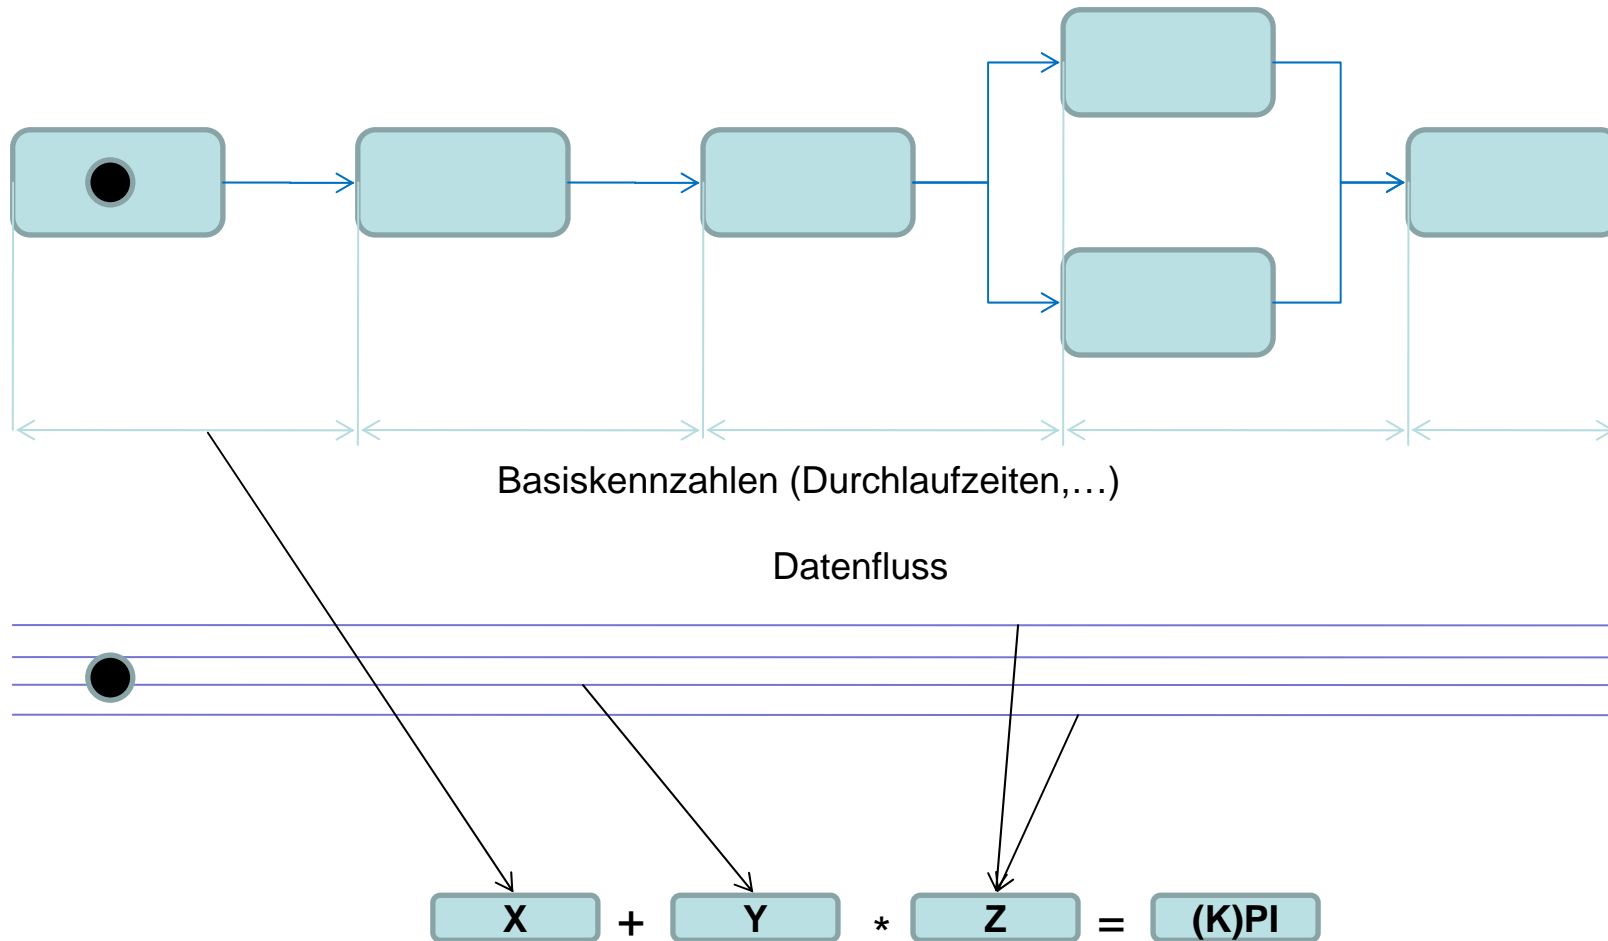 Basiskennzahlen (Durchlaufzeiten,…)
Datenfluss
X + Y * Z = (K)PI